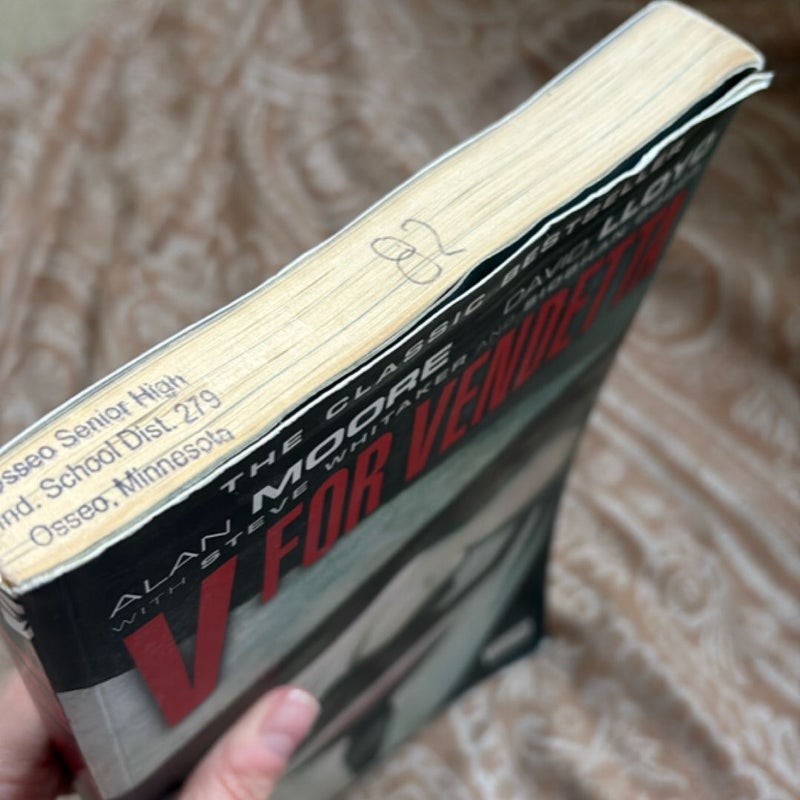 Osseo Senior High
Ind. School Dist. 279
Osseo, Minnesota
THE CLASSIC BESTSELLER
ALAN MOORE DAVID LLOYD
WITH STEVE WHITAKER AND SIOBHAN
V FOR VENDETTA